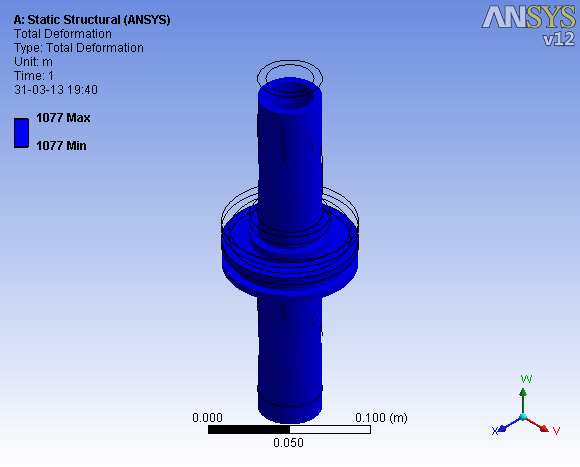 A: Static Structural (ANSYS)
Total Deformation
Type: Total Deformation
Unit: m
Time: 1
31-03-13 19:40
1077 Max
1077 Min
ANSYS
v12
0.000
0.100 (m)
0.050
W
X
V